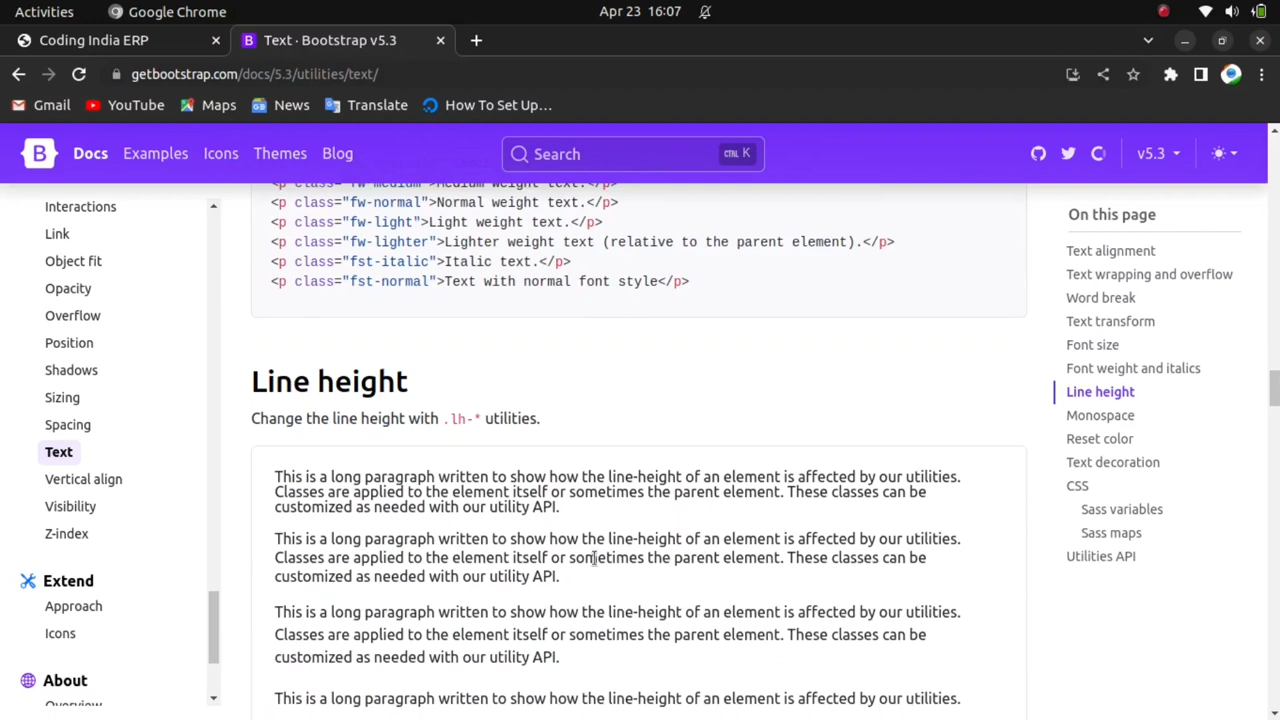 Activities
Google Chrome
Apr 23 16:07
Coding India ERP
Text · Bootstrap v5.3
getbootstrap.com/docs/5.3/utilities/text/
Gmail
YouTube
Maps
News
Translate
How To Set Up...
B
Docs
Examples
Icons
Themes
Blog
Search
CTRL K
v5.3
Interactions
Link
Object fit
Opacity
Overflow
Position
Shadows
Sizing
Spacing
Text
Vertical align
Visibility
Z-index
Extend
Approach
Icons
About
Overview
<p class="fw-medium">Medium weight text.</p>
<p class="fw-normal">Normal weight text.</p>
<p class="fw-light">Light weight text.</p>
<p class="fw-lighter">Lighter weight text (relative to the parent element).</p>
<p class="fst-italic">Italic text.</p>
<p class="fst-normal">Text with normal font style</p>
Line height
Change the line height with .lh-* utilities.
This is a long paragraph written to show how the line-height of an element is affected by our utilities.
Classes are applied to the element itself or sometimes the parent element. These classes can be
customized as needed with our utility API.
This is a long paragraph written to show how the line-height of an element is affected by our utilities.
Classes are applied to the element itself or sometimes the parent element. These classes can be
customized as needed with our utility API.
This is a long paragraph written to show how the line-height of an element is affected by our utilities.
Classes are applied to the element itself or sometimes the parent element. These classes can be
customized as needed with our utility API.
This is a long paragraph written to show how the line-height of an element is affected by our utilities.
On this page
Text alignment
Text wrapping and overflow
Word break
Text transform
Font size
Font weight and italics
Line height
Monospace
Reset color
Text decoration
CSS
Sass variables
Sass maps
Utilities API